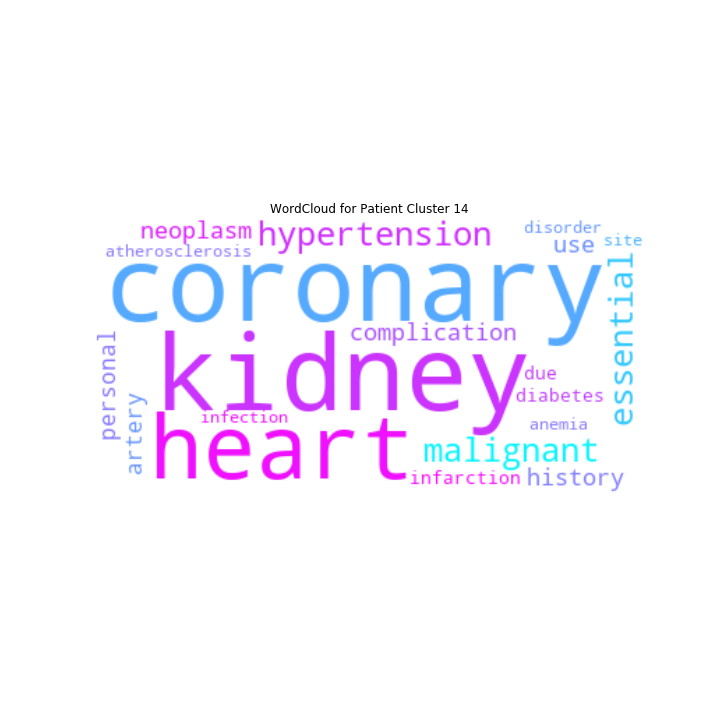 WordCloud for Patient Cluster 14
neoplasm
hypertension
disorder
use
site
atherosclerosis
coronary
essential
personal
complication
kidney
due
diabetes
artery
infection
heart
anemia
malignant
infarction
history